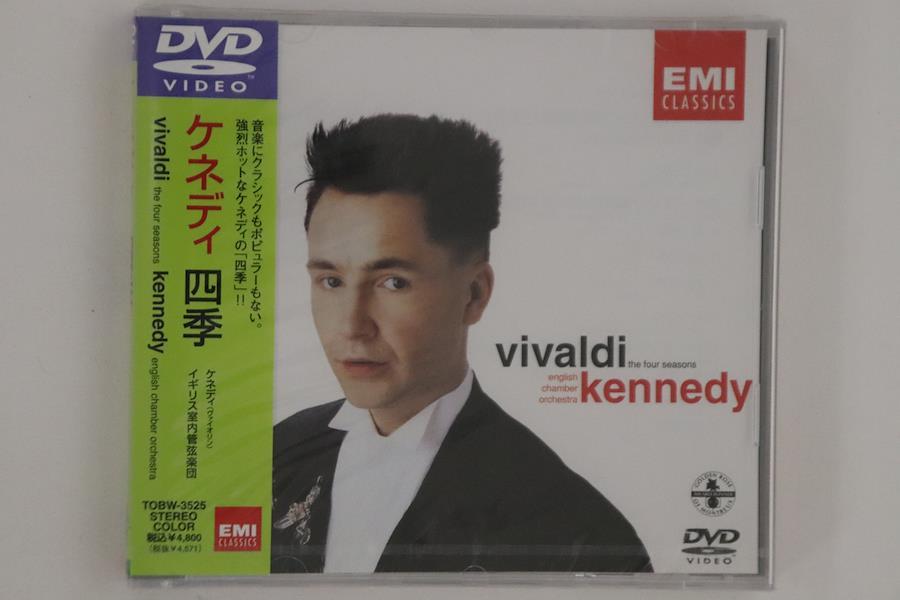 DVD
VIDEO
ケネディ 四季
音楽にクラシックもポピュラーもない。
強烈ホットなケネディの「四季」!!
vivaldi the four seasons kennedy english chamber orchestra
ケネディ(ヴァイオリン)
イギリス室内管弦楽団
TOBW-3525
STEREO
COLOR
税込¥4,800
(税抜¥4,571)
EMI
CLASSICS
EMI
CLASSICS
vivaldi the four seasons
english
chamber
orchestra
kennedy
GOLDEN ROSE
OF MONTREUX
DVD
VIDEO